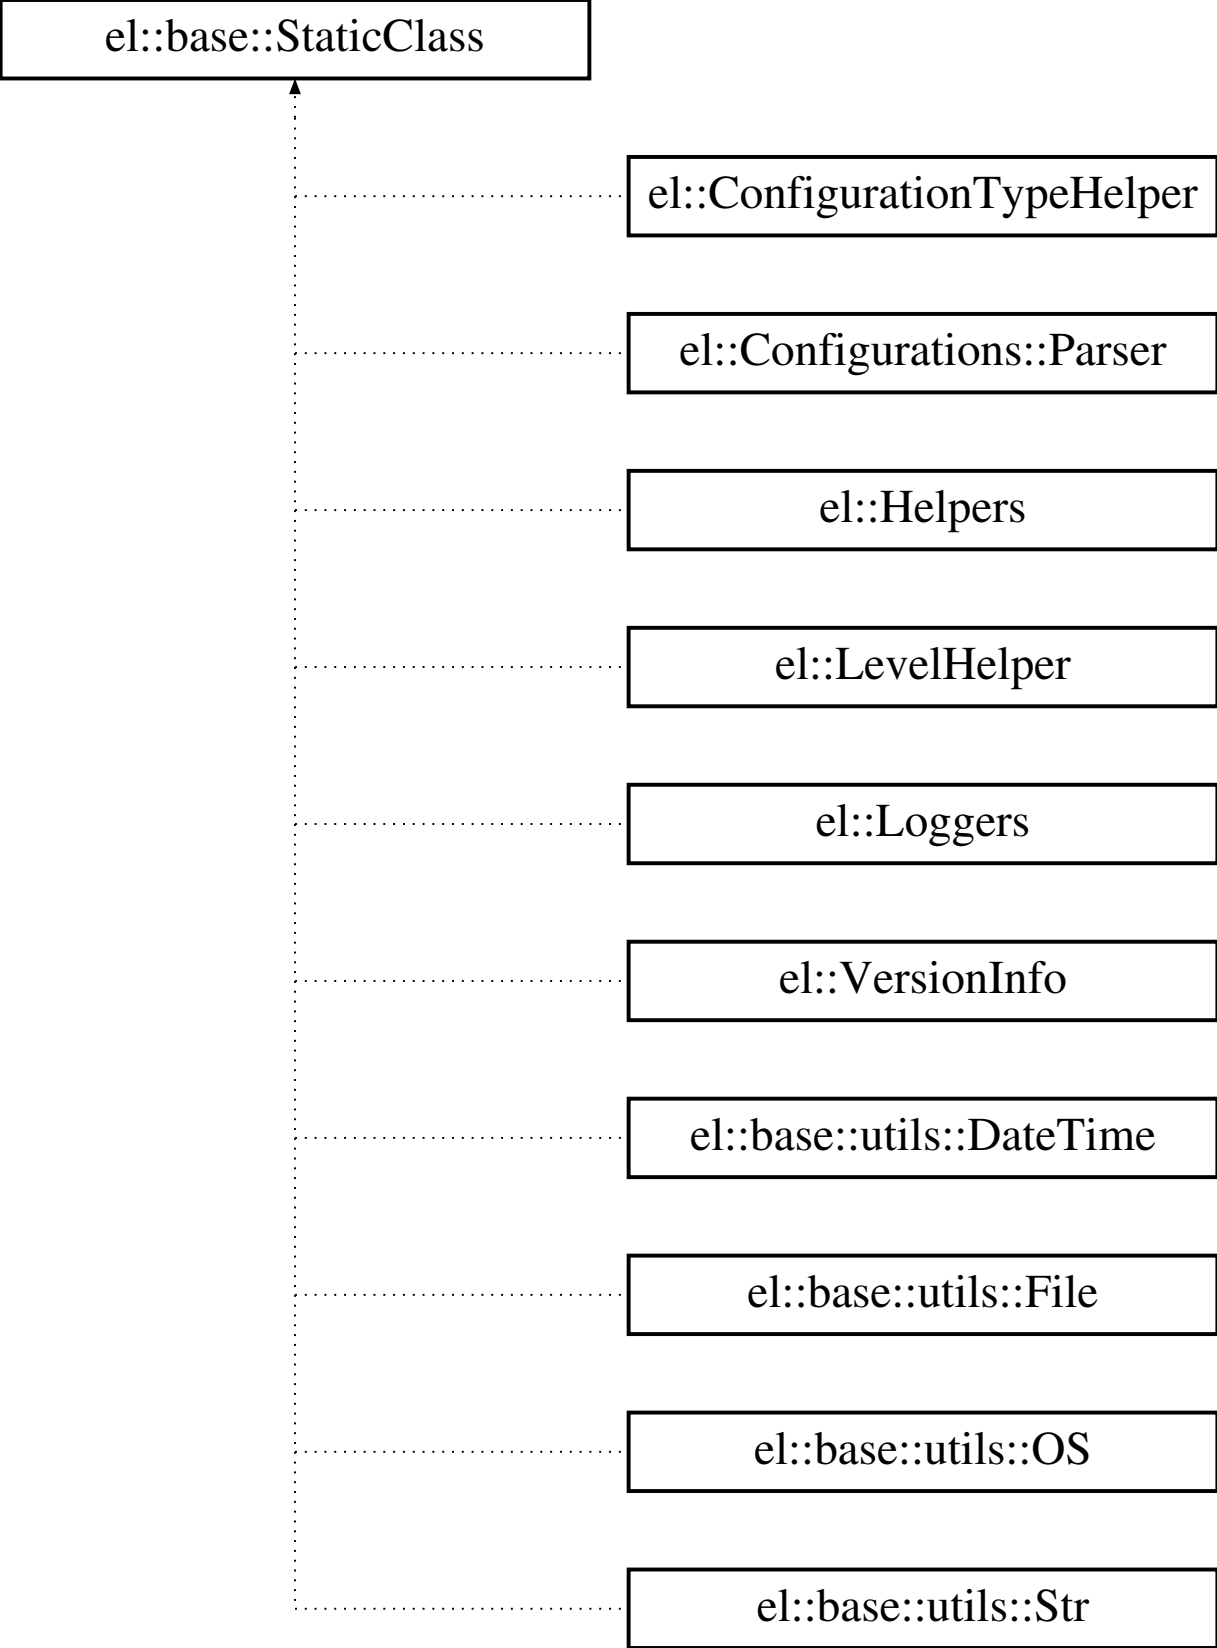 el::base::StaticClass
el::ConfigurationTypeHelper
el::Configurations::Parser
el::Helpers
el::LevelHelper
el::Loggers
el::VersionInfo
el::base::utils::DateTime
el::base::utils::File
el::base::utils::OS
el::base::utils::Str